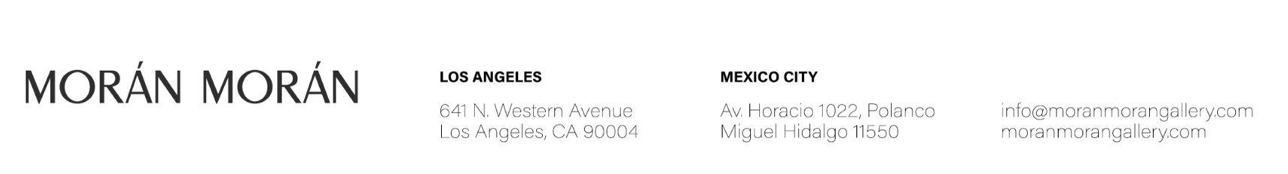 MORÁN MORÁN
LOS ANGELES
641 N. Western Avenue
Los Angeles, CA 90004
MEXICO CITY
Av. Horacio 1022, Polanco
Miguel Hidalgo 11550
info@moranmorangallery.com
moranmorangallery.com